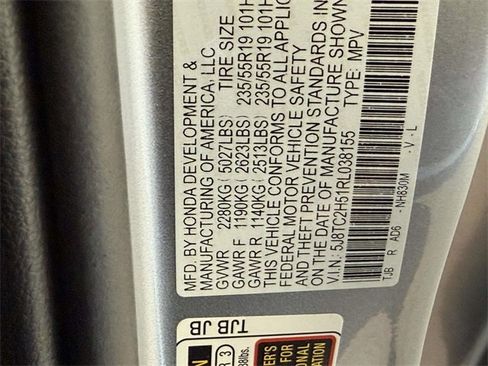 MFD. BY HONDA DEVELOPMENT &
MANUFACTURING OF AMERICA, LLC
TIRE SIZE
GVWR 2280KG(5027LBS)
GAWR F 1190KG(2623LBS) 235/55R19 101H
GAWR R 1140KG(2513LBS) 235/55R19 101H
THIS VEHICLE CONFORMS TO ALL APPLIC
FEDERAL MOTOR VEHICLE SAFETY
AND THEFT PREVENTION STANDARDS IN
ON THE DATE OF MANUFACTURE SHOWN
V.I.N: 5J8TC2H51RL038155 TYPE: MPV
TJB R AD6 -NH830M -V-L
TJB JB